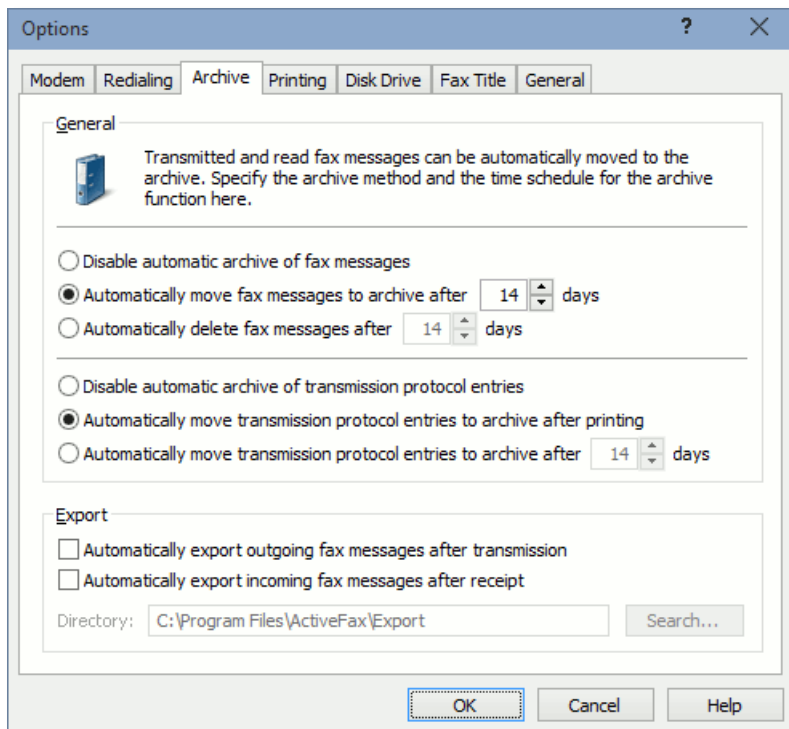 Options
?
Modem Redialing Archive Printing Disk Drive Fax Title General
General
Transmitted and read fax messages can be automatically moved to the
archive. Specify the archive method and the time schedule for the archive
function here.
Disable automatic archive of fax messages
Automatically move fax messages to archive after 14 days
Automatically delete fax messages after 14 days
Disable automatic archive of transmission protocol entries
Automatically move transmission protocol entries to archive after printing
Automatically move transmission protocol entries to archive after 14 days
Export
Automatically export outgoing fax messages after transmission
Automatically export incoming fax messages after receipt
Directory: C:\Program Files\ActiveFax\Export Search...
OK Cancel Help